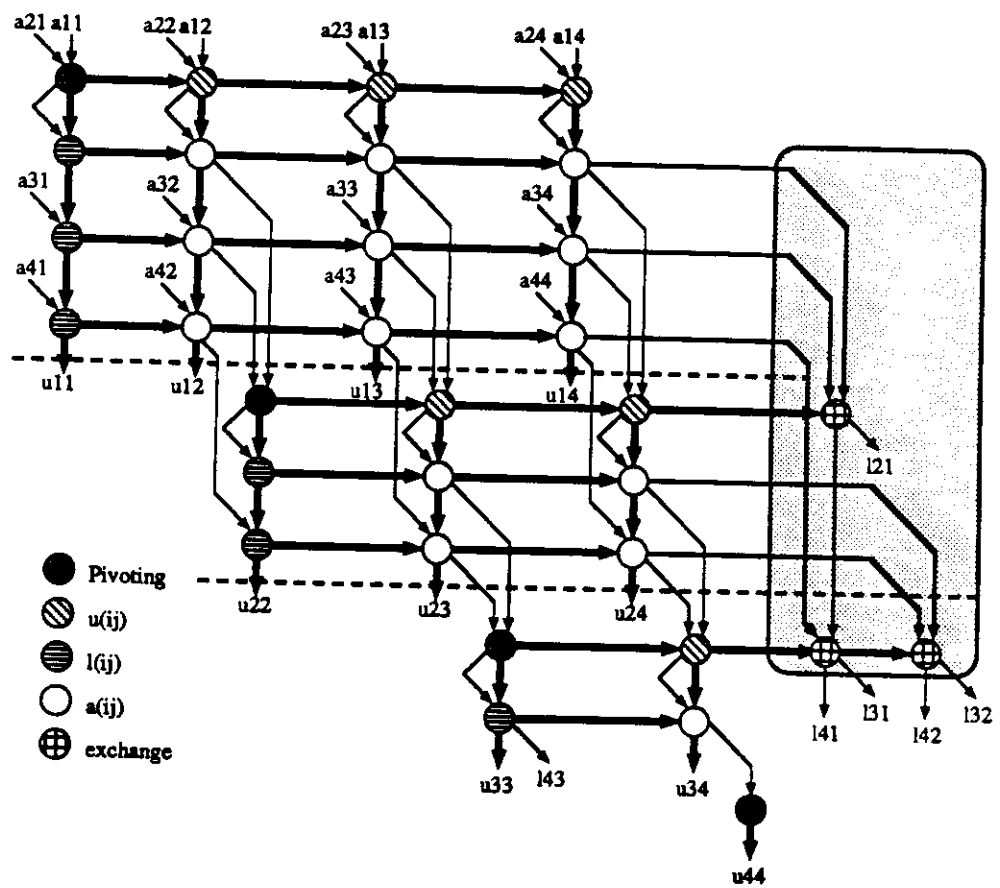 a21 a11 a22 a12 a23 a13 a24 a14
a31 a32 a33 a34
a41 a42 a43 a44
u11 u12 u13 u14
l21
Pivoting
u(ij)
l(ij)
a(ij)
exchange
u22 u23 u24
l31 l32
l41 l42
u33 l43 u34
u44